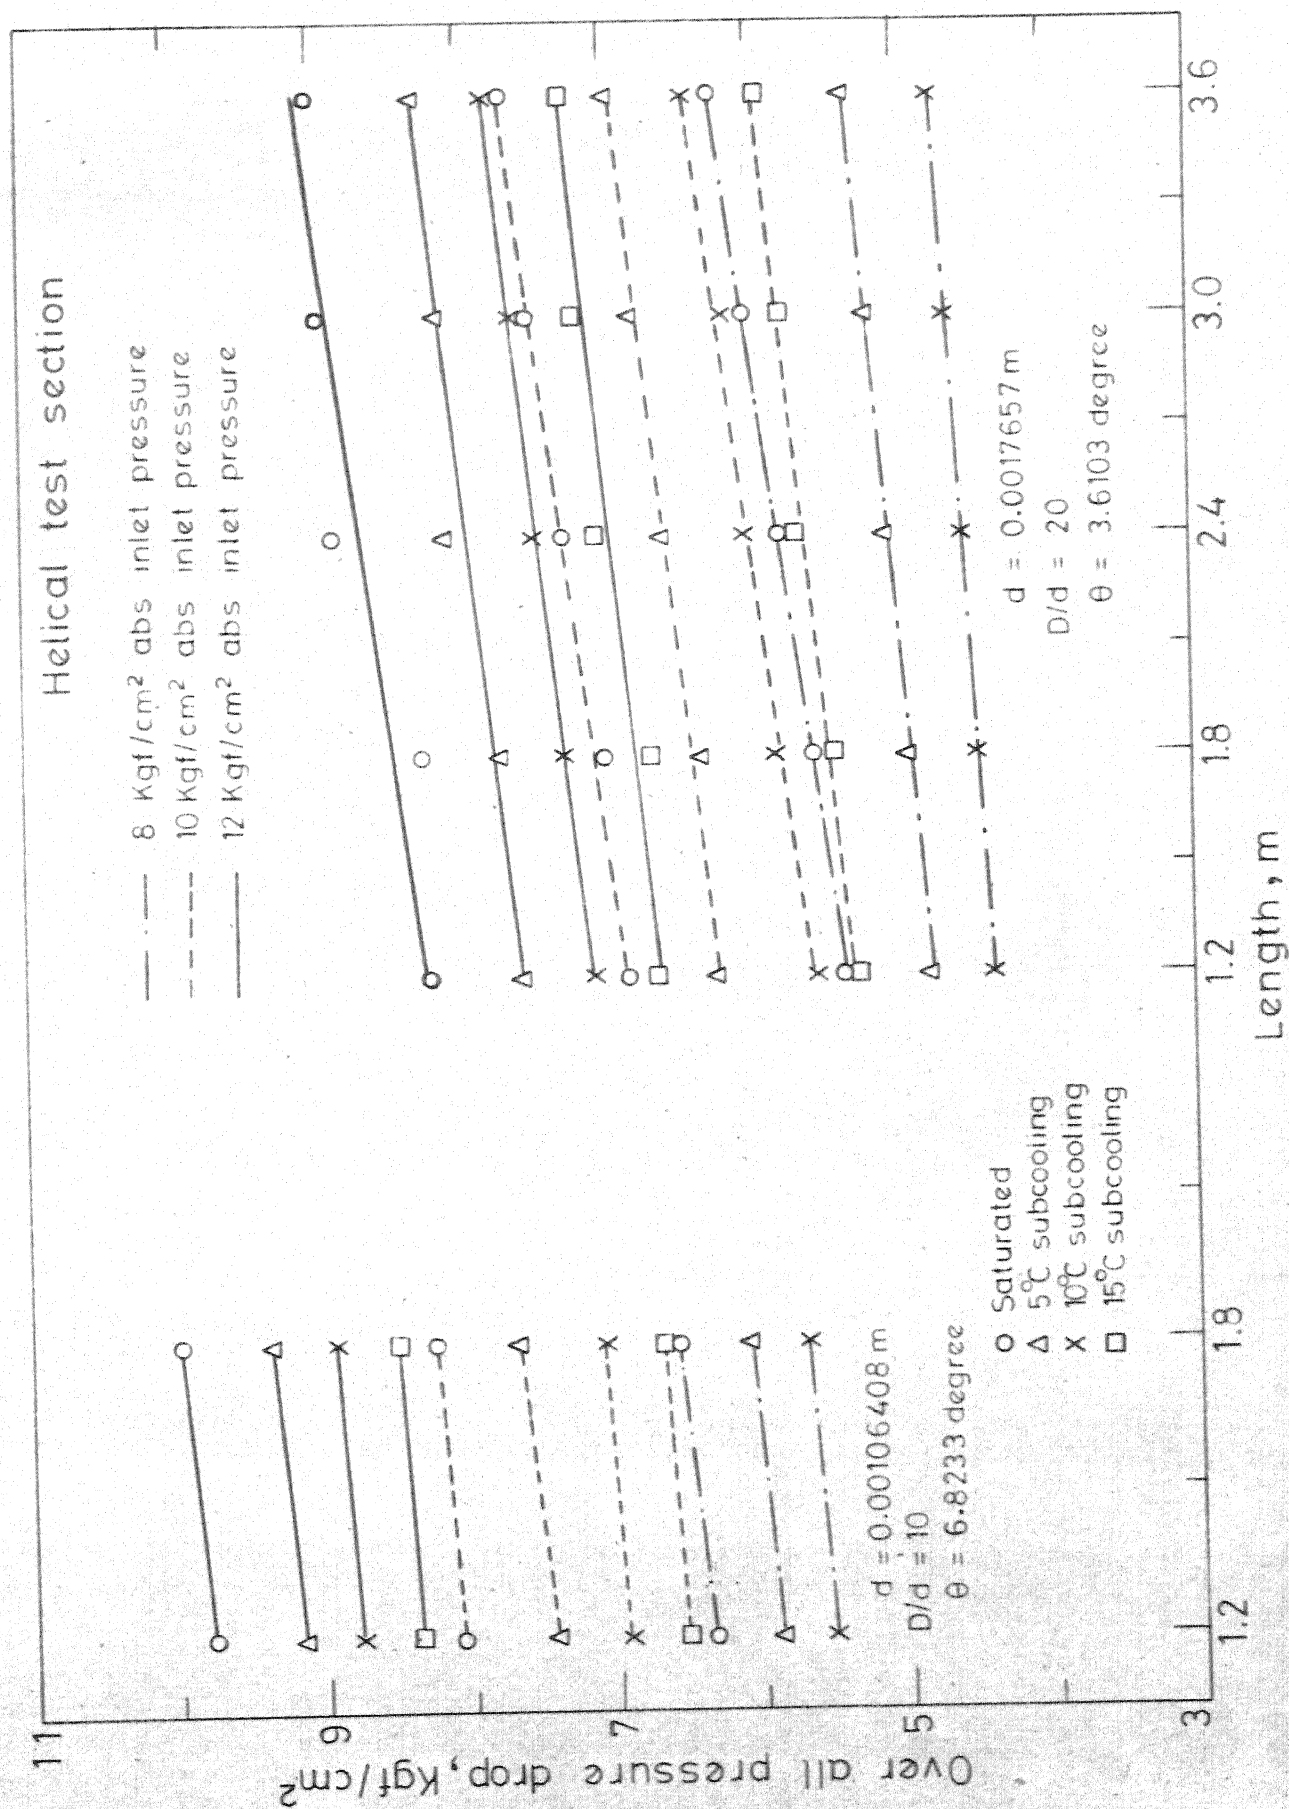 Helical test section
8 Kgf/cm² abs inlet pressure
10 Kgf/cm² abs inlet pressure
12 Kgf/cm² abs inlet pressure
11
9
7
5
3
Over all pressure drop, Kgf/cm²
d = 0.00106408 m
D/d = 10
θ = 6.8233 degree
Saturated
5°C subcooling
10°C subcooling
15°C subcooling
d = 0.0017657 m
D/d = 20
θ = 3.6103 degree
1.2
1.8
1.2
1.8
2.4
3.0
3.6
Length, m